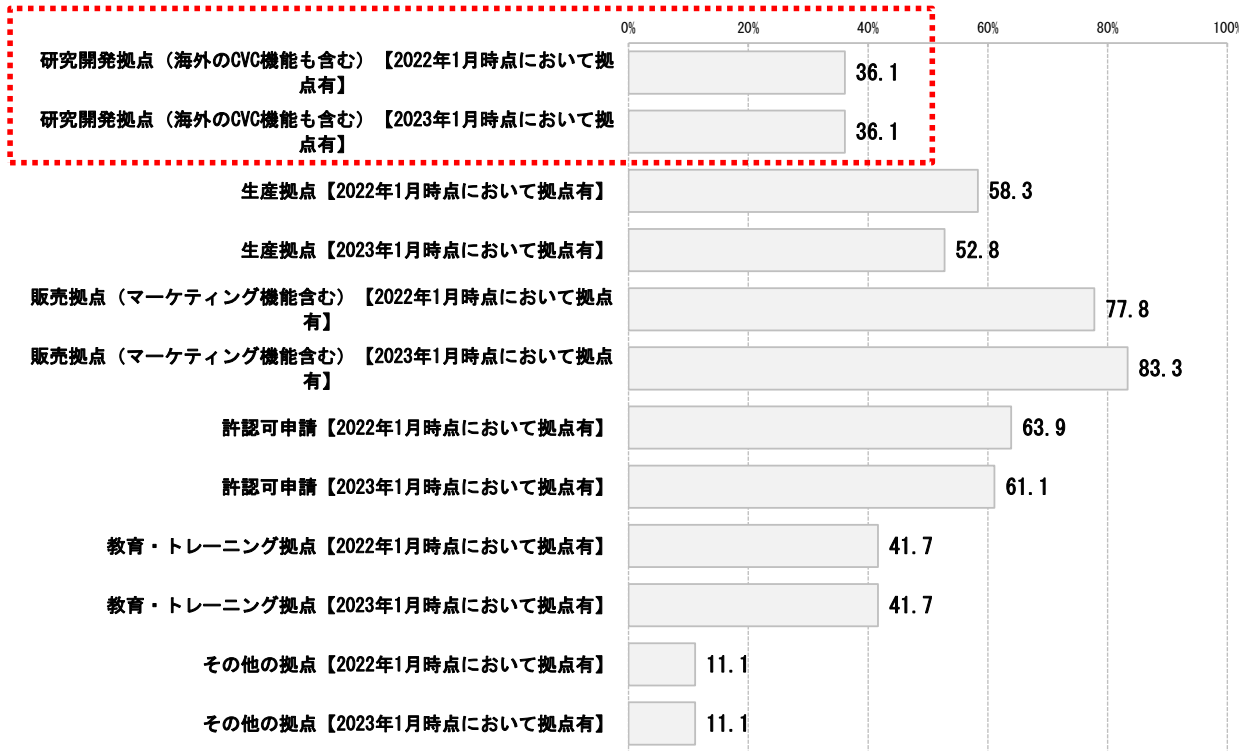 0% 20% 40% 60% 80% 100%
研究開発拠点（海外のCVC機能も含む）【2022年1月時点において拠
点有】
36.1
研究開発拠点（海外のCVC機能も含む）【2023年1月時点において拠
点有】
36.1
生産拠点【2022年1月時点において拠点有】
58.3
生産拠点【2023年1月時点において拠点有】
52.8
販売拠点（マーケティング機能含む）【2022年1月時点において拠点
有】
77.8
販売拠点（マーケティング機能含む）【2023年1月時点において拠点
有】
83.3
許認可申請【2022年1月時点において拠点有】
63.9
許認可申請【2023年1月時点において拠点有】
61.1
教育・トレーニング拠点【2022年1月時点において拠点有】
41.7
教育・トレーニング拠点【2023年1月時点において拠点有】
41.7
その他の拠点【2022年1月時点において拠点有】
11.1
その他の拠点【2023年1月時点において拠点有】
11.1